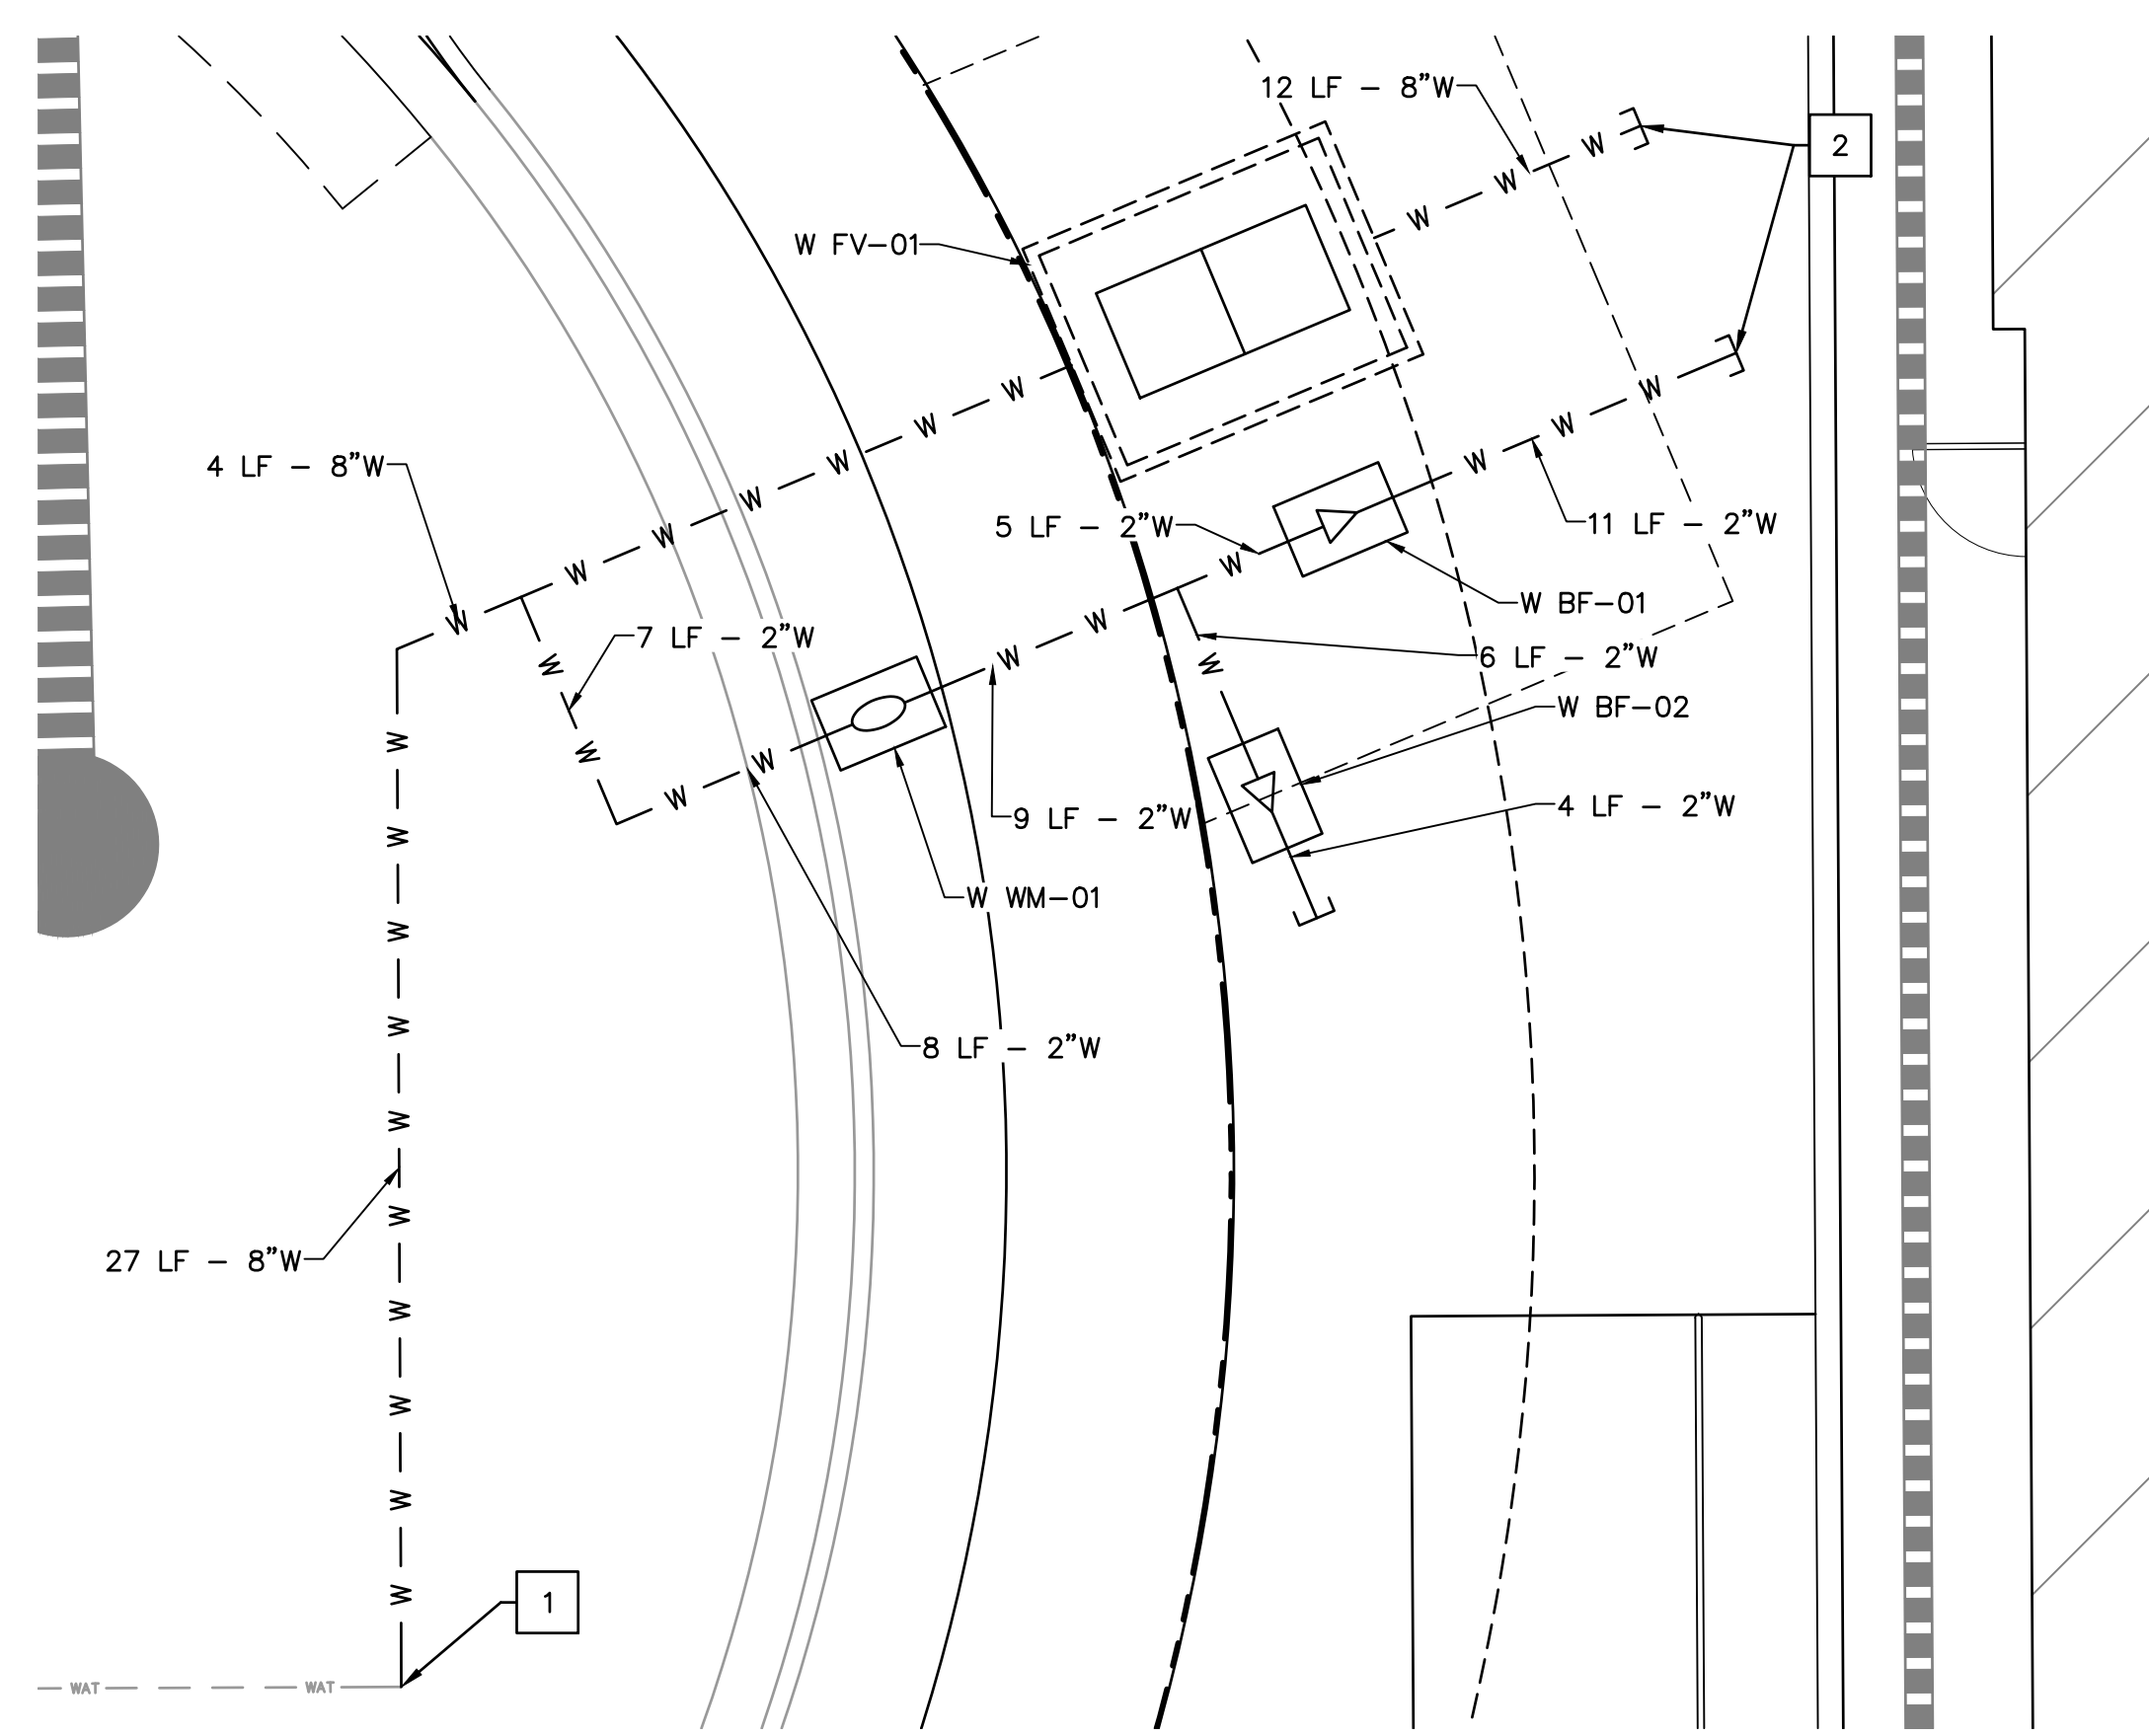 12 LF - 8"W
2
W FV-01
4 LF - 8"W
5 LF - 2"W
11 LF - 2"W
W BF-01
7 LF - 2"W
6 LF - 2"W
W BF-02
4 LF - 2"W
9 LF - 2"W
W WM-01
8 LF - 2"W
27 LF - 8"W
1
WAT WAT
W W W
W W W W W W W
W W W W W W W W
W W W
W W
W W W W W W W W W W